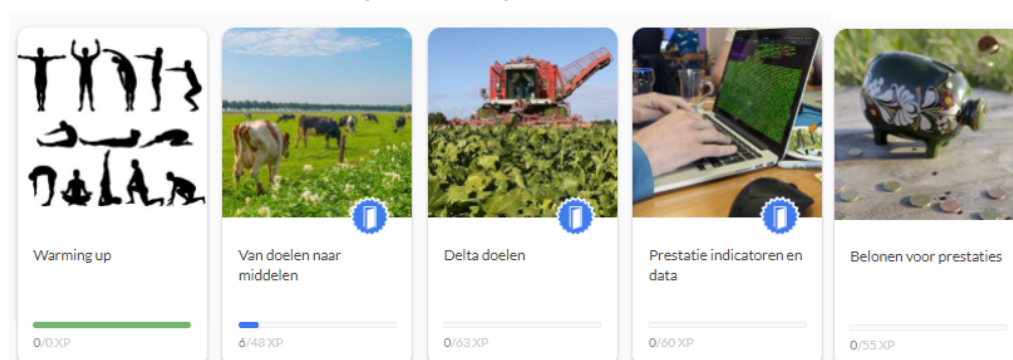 Warming up
0/0 XP
Van doelen naar
middelen
6/48 XP
Delta doelen
0/63 XP
Prestatie indicatoren en
data
0/60 XP
Belonen voor prestaties
0/55 XP